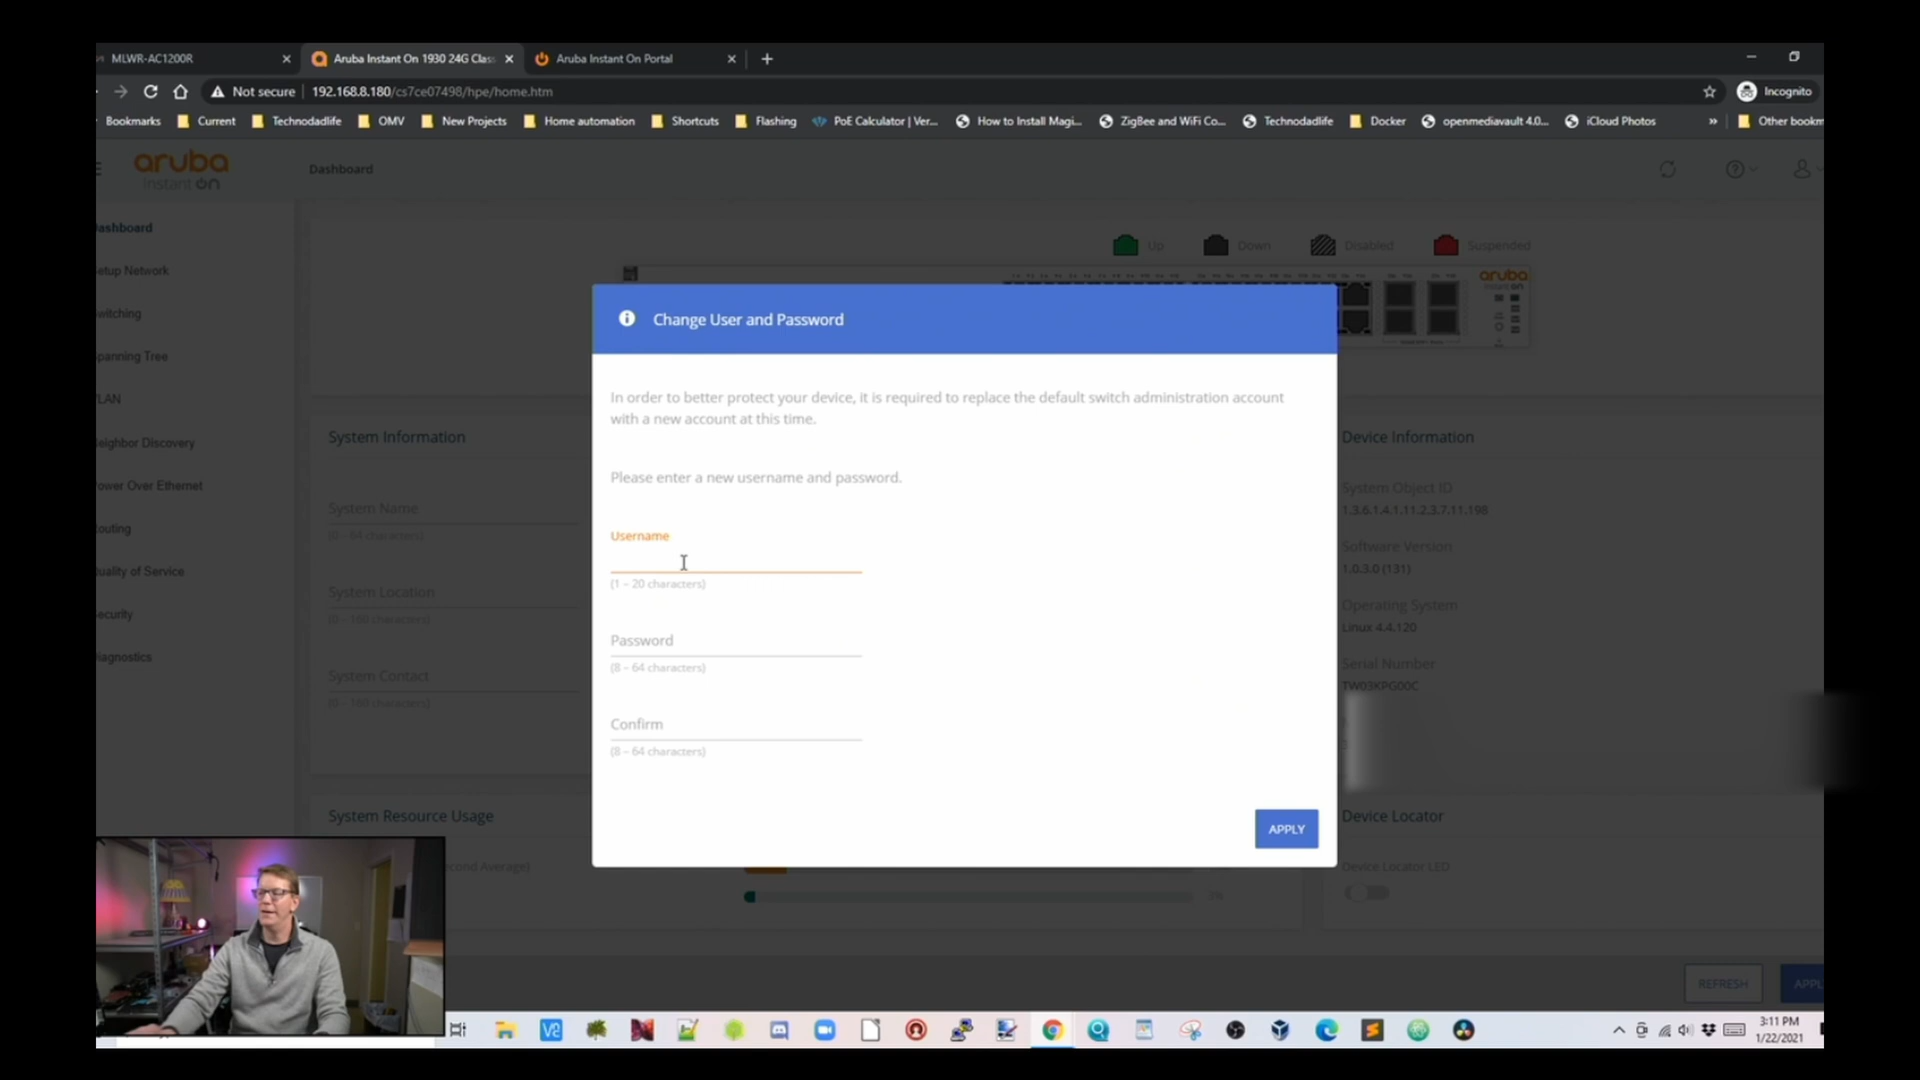 MLWR-AC1200R
Aruba Instant On 1930 24G Clas
Aruba Instant On Portal
Not secure
192.168.8.180/cs7ce07498/hpe/home.htm
Incognito
Bookmarks
Current
Technodadlife
OMV
New Projects
Home automation
Shortcuts
Flashing
PoE Calculator | Ver...
How to Install Magi...
ZigBee and WiFi Co...
Technodadlife
Docker
openmediavault 4.0...
iCloud Photos
»
Other bookm
aruba
instant on
Dashboard
ashboard
etup Network
witching
panning Tree
LAN
eighbor Discovery
ower Over Ethernet
outing
uality of Service
ecurity
iagnostics
Up
Down
Disabled
Suspended
aruba
instant on
Change User and Password
In order to better protect your device, it is required to replace the default switch administration account
with a new account at this time.
Please enter a new username and password.
Username
(1 – 20 characters)
Password
(8 – 64 characters)
Confirm
(8 – 64 characters)
APPLY
System Information
System Name
(0 - 64 characters)
System Location
(0 - 160 characters)
System Contact
(0 - 160 characters)
Device Information
System Object ID
1.3.6.1.4.1.11.2.3.7.11.198
Software Version
1.0.3.0 (131)
Operating System
Linux 4.4.120
Serial Number
TW03KPG00C
System Resource Usage
econd Average)
Device Locator
Device Locator LED
REFRESH
APPL
3:11 PM
1/22/2021